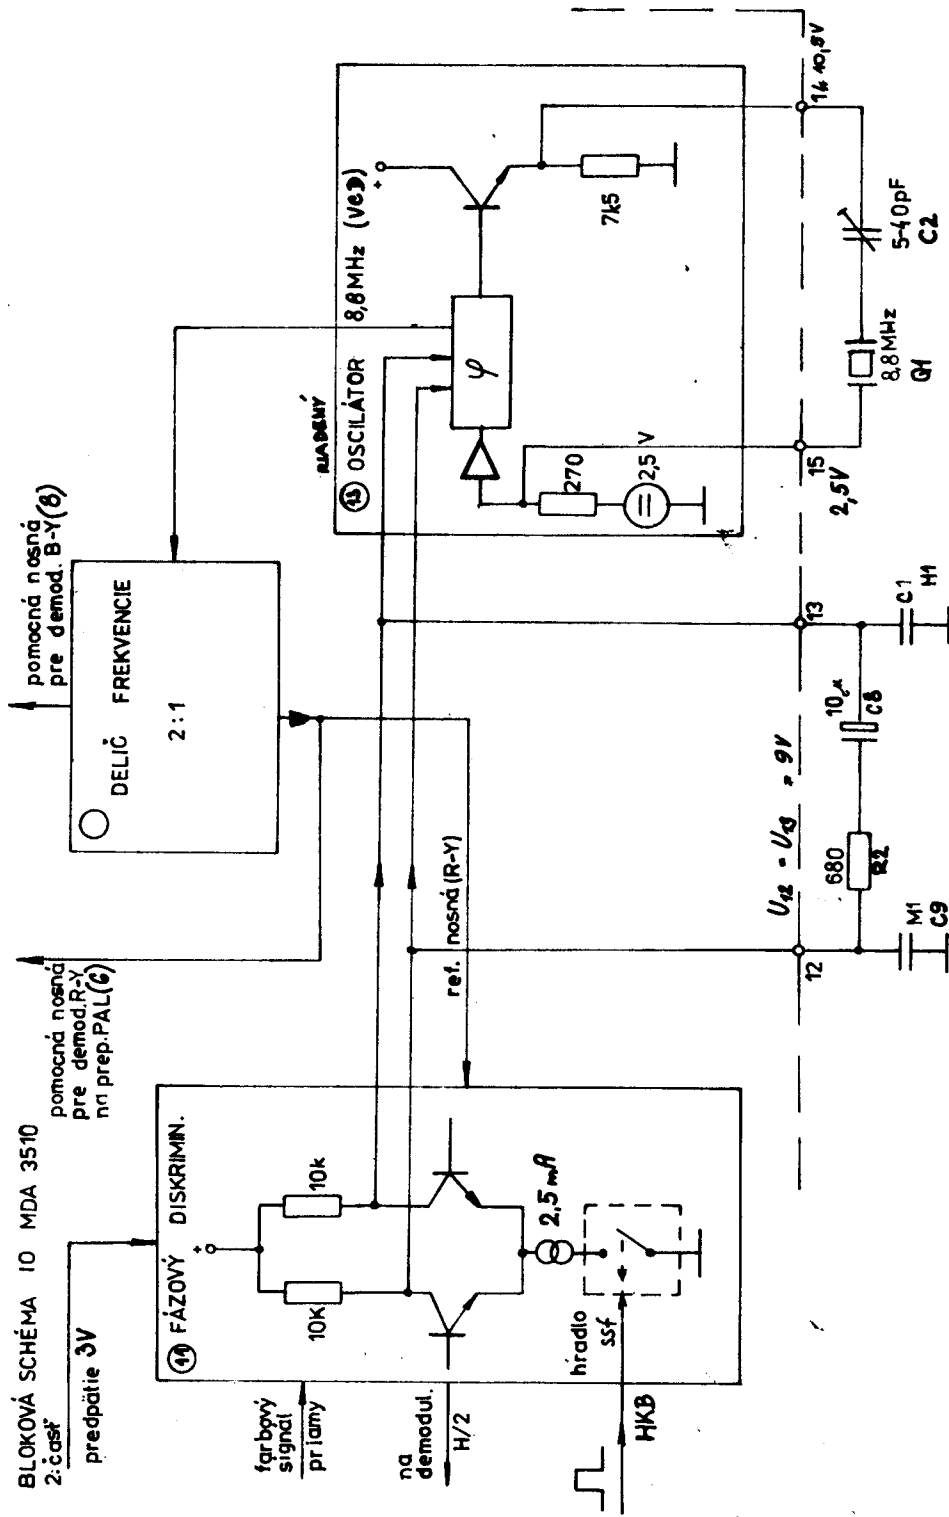 BLOKOVÁ SCHÉMA IO MDA 3510
2. časť
predpätie 3V
pomocná nosná
pre demod. R-Y
na prep. PAL(6)
pomocná nosná
pre demod. B-Y(8)
DELIČ FREKVENCIE
2:1
11 FÁZOVÝ DISKRIMIN.
+
10K
10k
2,5 mA
hradlo
ssf
farbový
signál
priamy
na
demodul.
H/2
HKB
ref. nosná (R-Y)
RIADENÝ
13 OSCILÁTOR 8,8MHz (VCO)
+
φ
270
2,5 V
7k5
12
13
15
2,5V
14 10,8V
U12 = U13 = 9V
M1
C9
680
R2
10µ
C8
C1
M1
8,8MHz
Q1
5-40pF
C2